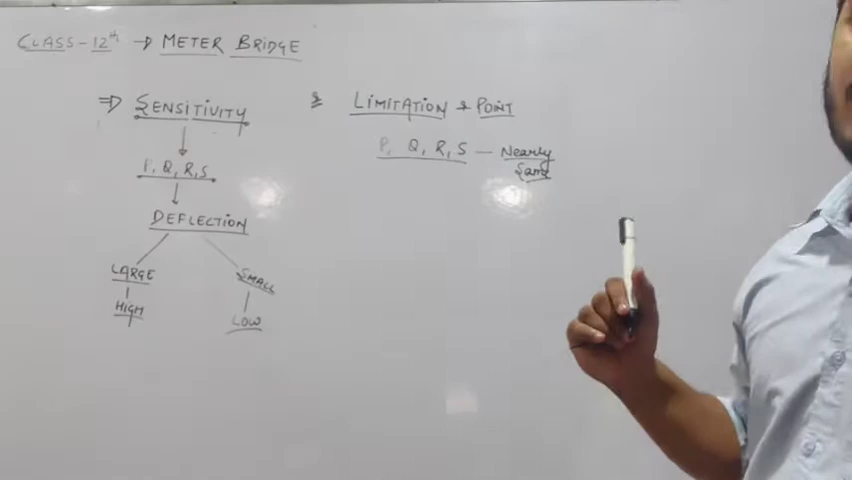 CLASS-12th → METER BRIDGE
⇒ SENSITIVITY
P, Q, R, S
DEFLECTION
LARGE SMALL
HIGH LOW
& LIMITATION & POINT
P, Q, R, S — Nearly
Same